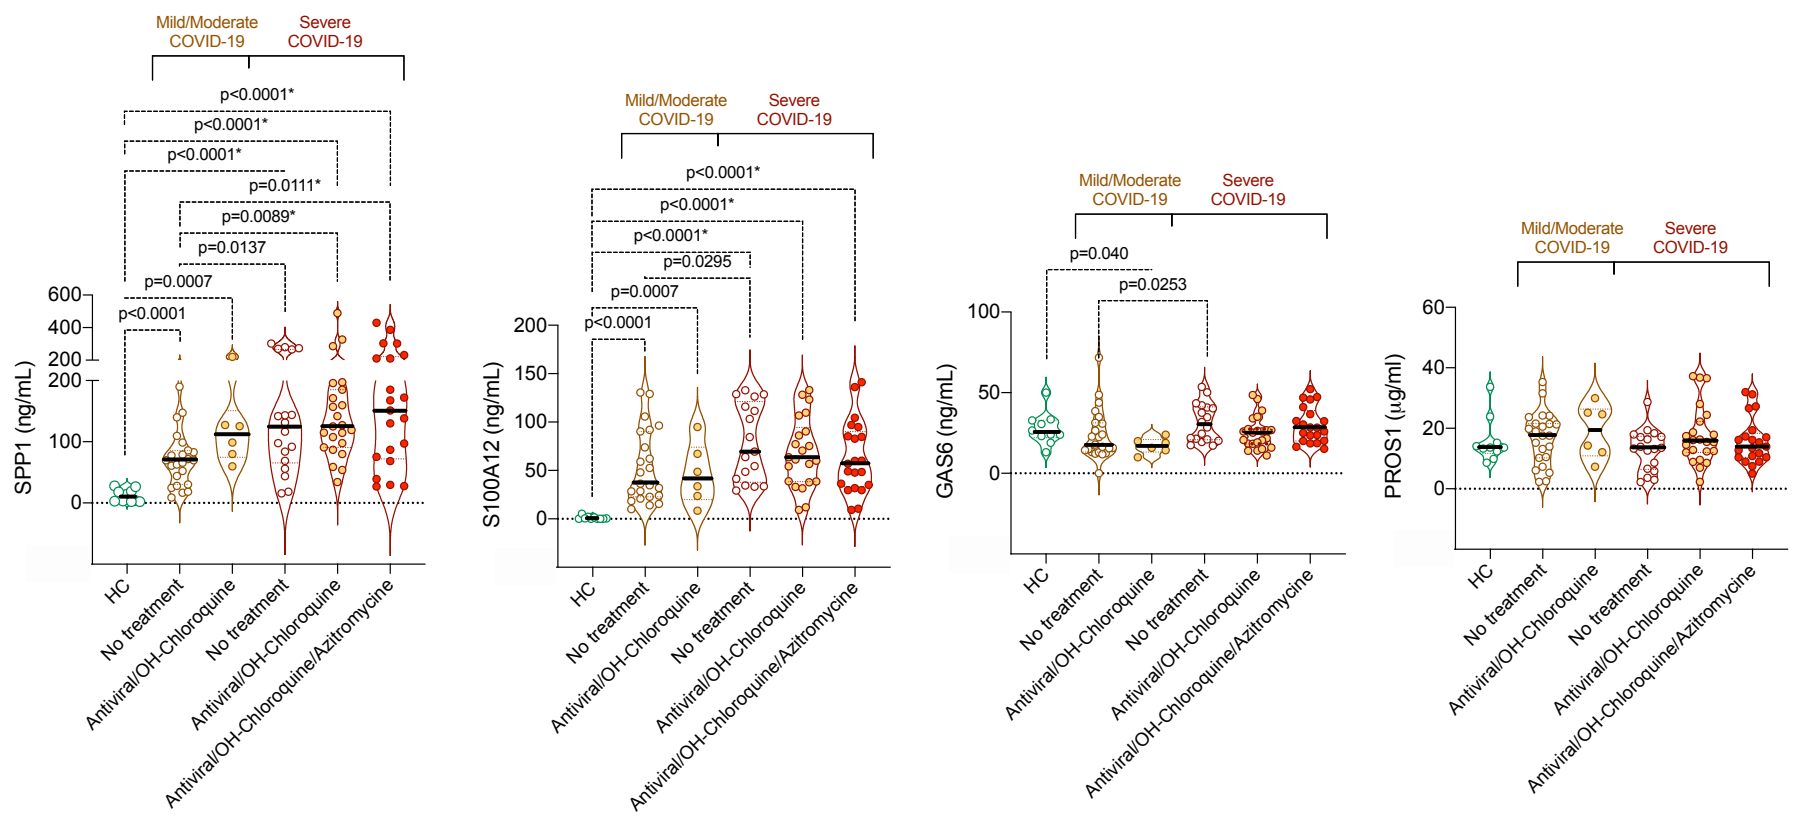 Mild/Moderate
COVID-19
Severe
COVID-19
p<0.0001*
p<0.0001*
p<0.0001*
p=0.0111*
p=0.0089*
p=0.0137
p=0.0007
p<0.0001
SPP1 (ng/mL)
600
400
200
200
100
0
HC
No treatment
Antiviral/OH-Chloroquine
No treatment
Antiviral/OH-Chloroquine
Antiviral/OH-Chloroquine/Azitromycine
Mild/Moderate
COVID-19
Severe
COVID-19
p<0.0001*
p<0.0001*
p<0.0001*
p=0.0295
p=0.0007
p<0.0001
S100A12 (ng/mL)
200
150
100
50
0
HC
No treatment
Antiviral/OH-Chloroquine
No treatment
Antiviral/OH-Chloroquine
Antiviral/OH-Chloroquine/Azitromycine
Mild/Moderate
COVID-19
Severe
COVID-19
p=0.040
p=0.0253
GAS6 (ng/mL)
100
50
0
HC
No treatment
Antiviral/OH-Chloroquine
No treatment
Antiviral/OH-Chloroquine
Antiviral/OH-Chloroquine/Azitromycine
Mild/Moderate
COVID-19
Severe
COVID-19
PROS1 (µg/ml)
60
40
20
0
HC
No treatment
Antiviral/OH-Chloroquine
No treatment
Antiviral/OH-Chloroquine
Antiviral/OH-Chloroquine/Azitromycine